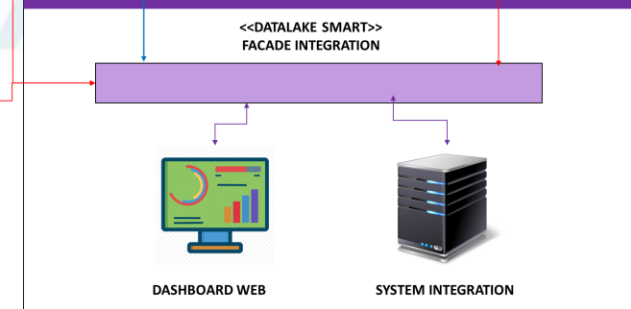 <<DATALAKE SMART>>
FACADE INTEGRATION
DASHBOARD WEB
SYSTEM INTEGRATION